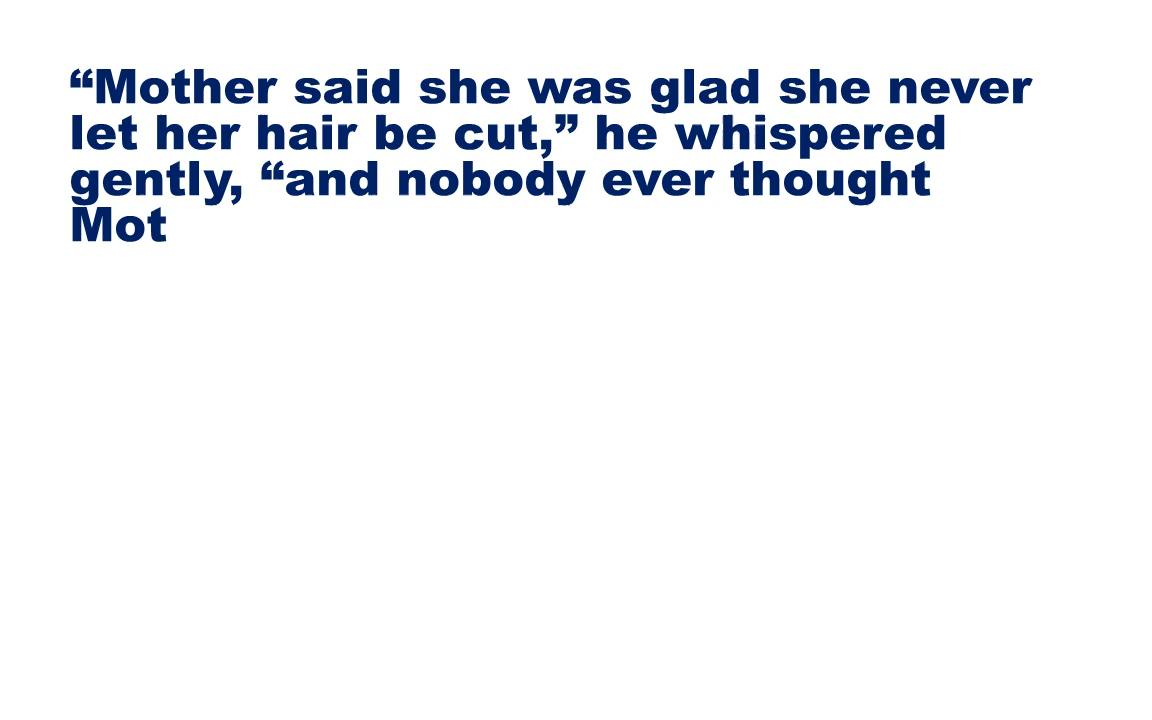 “Mother said she was glad she never
let her hair be cut,” he whispered
gently, “and nobody ever thought
Mot